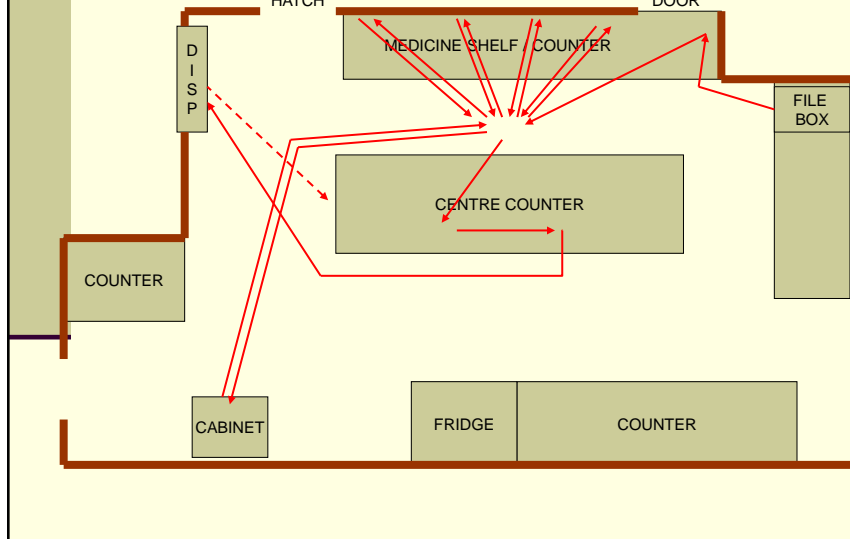 HATCH
DOOR
D
I
S
P
MEDICINE SHELF / COUNTER
FILE
BOX
CENTRE COUNTER
COUNTER
CABINET
FRIDGE
COUNTER